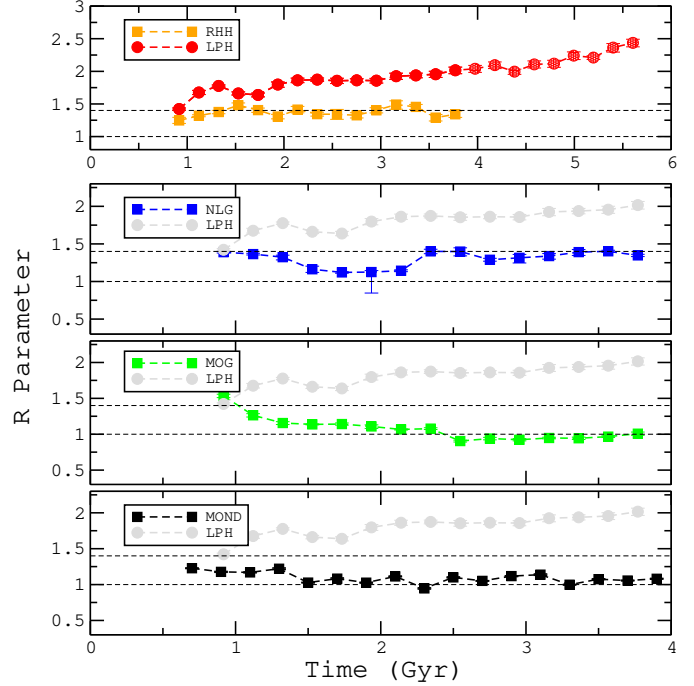 3
2.5
2
1.5
1
RHH
LPH
0 1 2 3 4 5 6
2
1.5
1
0.5
NLG
LPH
2
1.5
1
0.5
MOG
LPH
2
1.5
1
0.5
MOND
LPH
0 1 2 3 4
Time (Gyr)
R Parameter